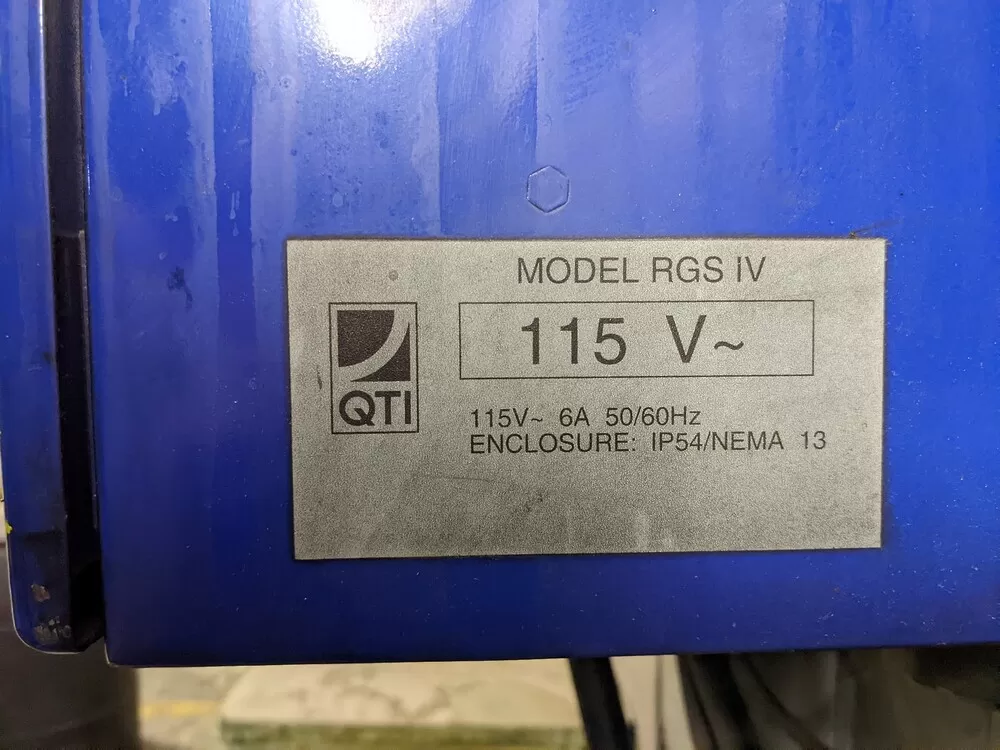 MODEL RGS IV
115 V~
QTI
115V~ 6A 50/60Hz
ENCLOSURE: IP54/NEMA 13